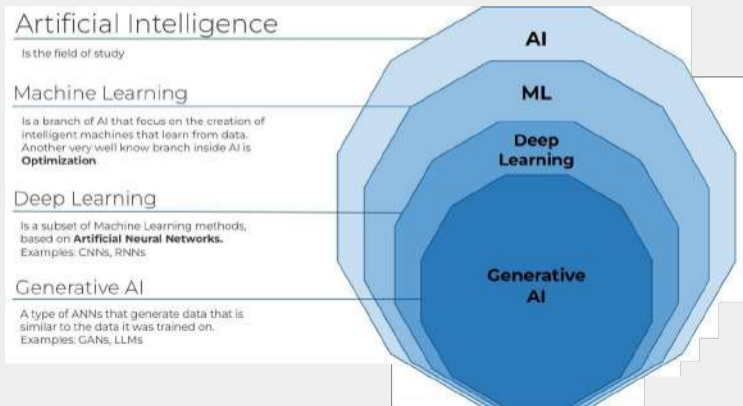 Artificial Intelligence
Is the field of study
Machine Learning
Is a branch of AI that focus on the creation of
intelligent machines that learn from data.
Another very well know branch inside AI is
Optimization.
Deep Learning
Is a subset of Machine Learning methods,
based on Artificial Neural Networks.
Examples: CNNs, RNNs
Generative AI
A type of ANNs that generate data that is
similar to the data it was trained on.
Examples: GANs, LLMs
AI
ML
Deep
Learning
Generative
AI